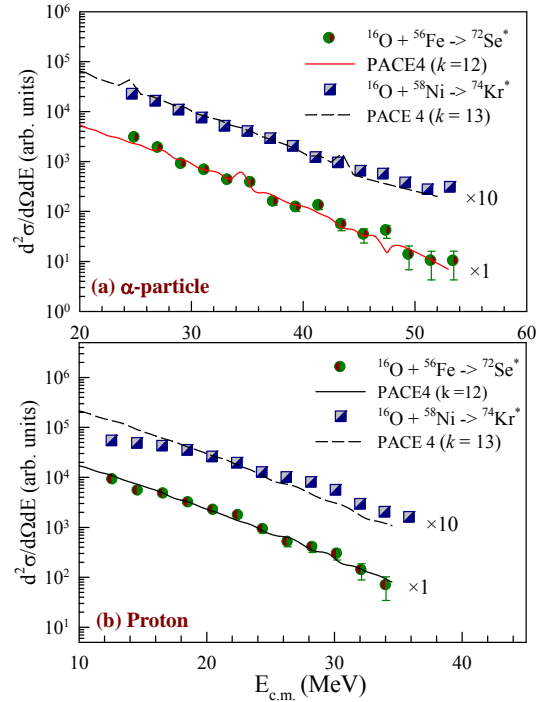 10⁶
10⁵
10⁴
10³
10²
10¹
10⁰
d²σ/dΩdE (arb. units)
¹⁶O + ⁵⁶Fe -> ⁷²Se*
PACE4 (k =12)
¹⁶O + ⁵⁸Ni -> ⁷⁴Kr*
PACE 4 (k = 13)
×10
×1
(a) α-particle
20 30 40 50 60
10⁶
10⁵
10⁴
10³
10²
10¹
d²σ/dΩdE (arb. units)
¹⁶O + ⁵⁶Fe -> ⁷²Se*
PACE4 (k=12)
¹⁶O + ⁵⁸Ni -> ⁷⁴Kr*
PACE 4 (k = 13)
×10
×1
(b) Proton
10 20 30 40
E c.m. (MeV)